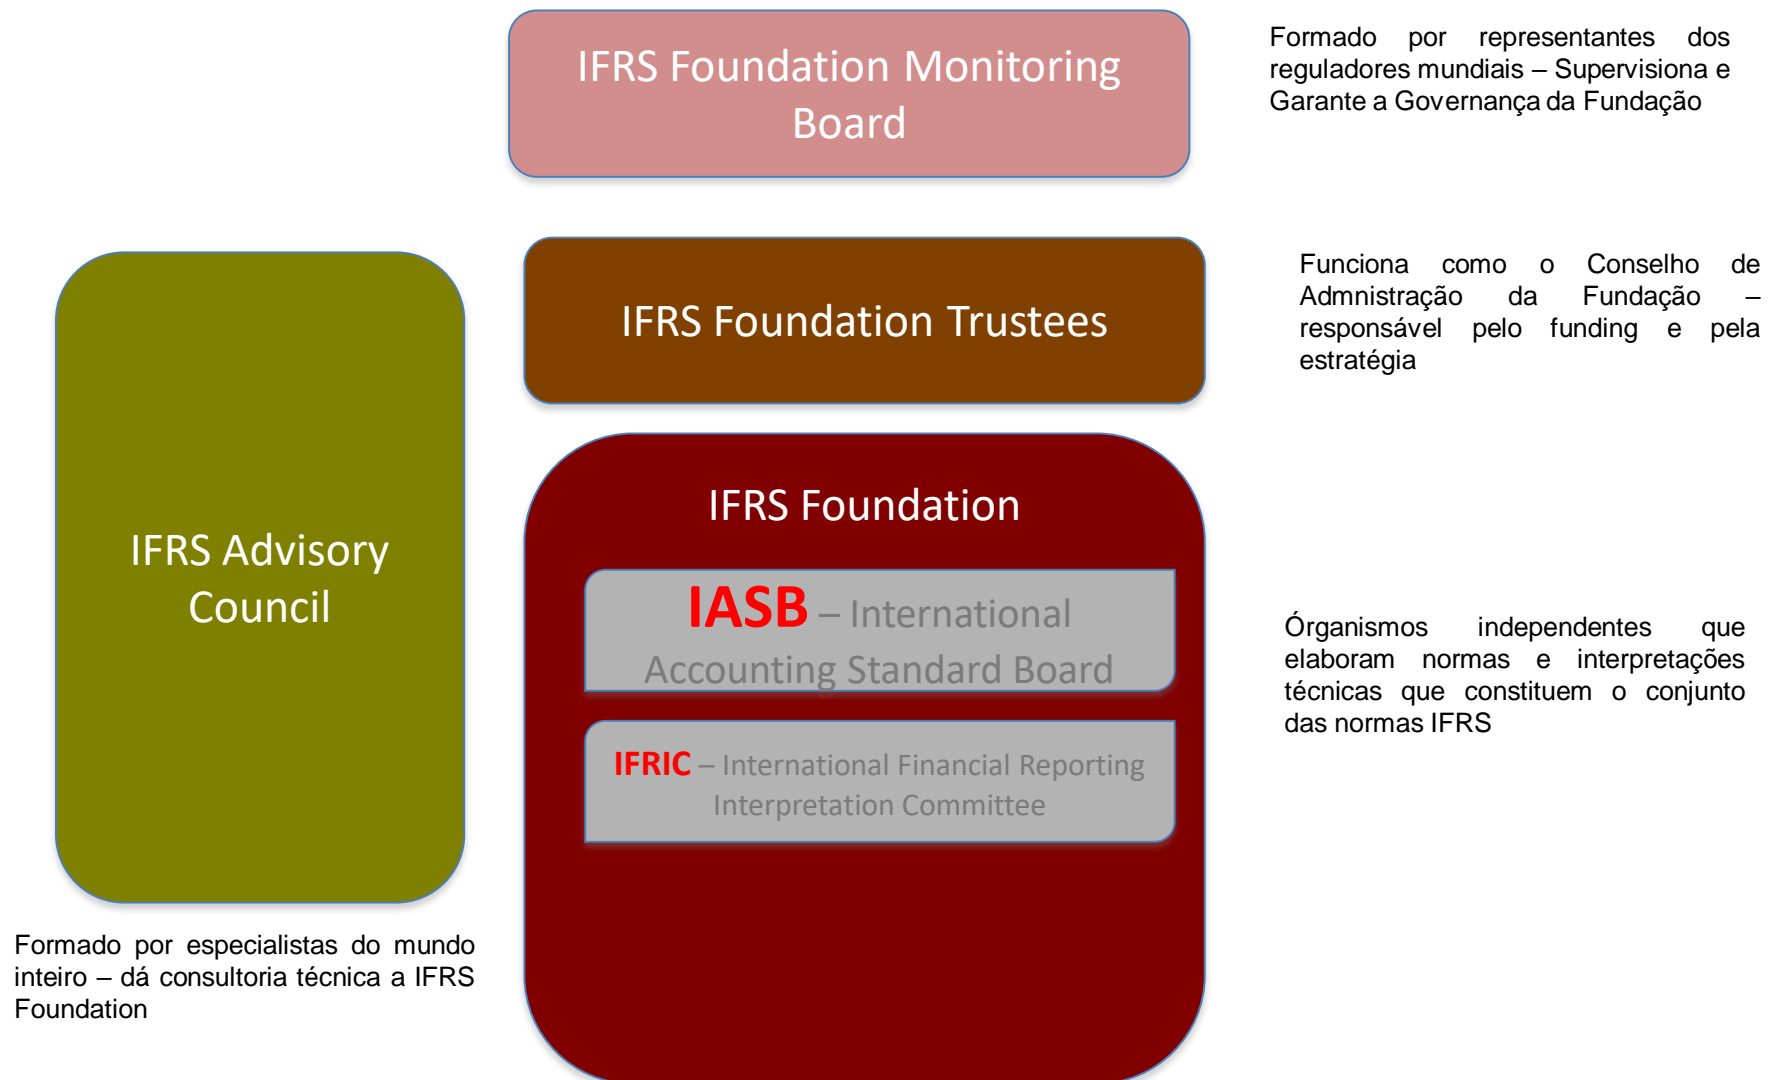 IFRS Foundation Monitoring
Board
Formado por representantes dos
reguladores mundiais – Supervisiona e
Garante a Governança da Fundação
IFRS Foundation Trustees
Funciona como o Conselho de
Admnistração da Fundação –
responsável pelo funding e pela
estratégia
IFRS Advisory
Council
Formado por especialistas do mundo
inteiro – dá consultoria técnica a IFRS
Foundation
IFRS Foundation
IASB – International
Accounting Standard Board
IFRIC – International Financial Reporting
Interpretation Committee
Órganismos independentes que
elaboram normas e interpretações
técnicas que constituem o conjunto
das normas IFRS